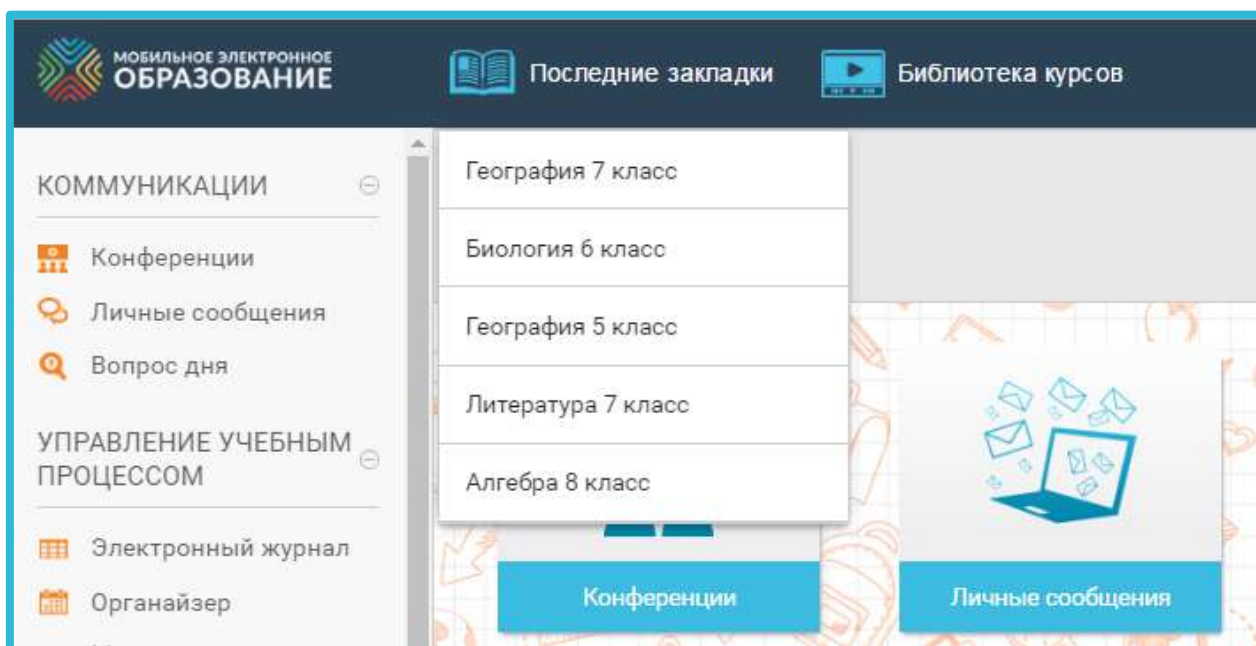 МОБИЛЬНОЕ ЭЛЕКТРОННОЕ
ОБРАЗОВАНИЕ
Последние закладки
Библиотека курсов
КОММУНИКАЦИИ
Конференции
Личные сообщения
Вопрос дня
УПРАВЛЕНИЕ УЧЕБНЫМ
ПРОЦЕССОМ
Электронный журнал
Органайзер
География 7 класс
Биология 6 класс
География 5 класс
Литература 7 класс
Алгебра 8 класс
Конференции
Личные сообщения